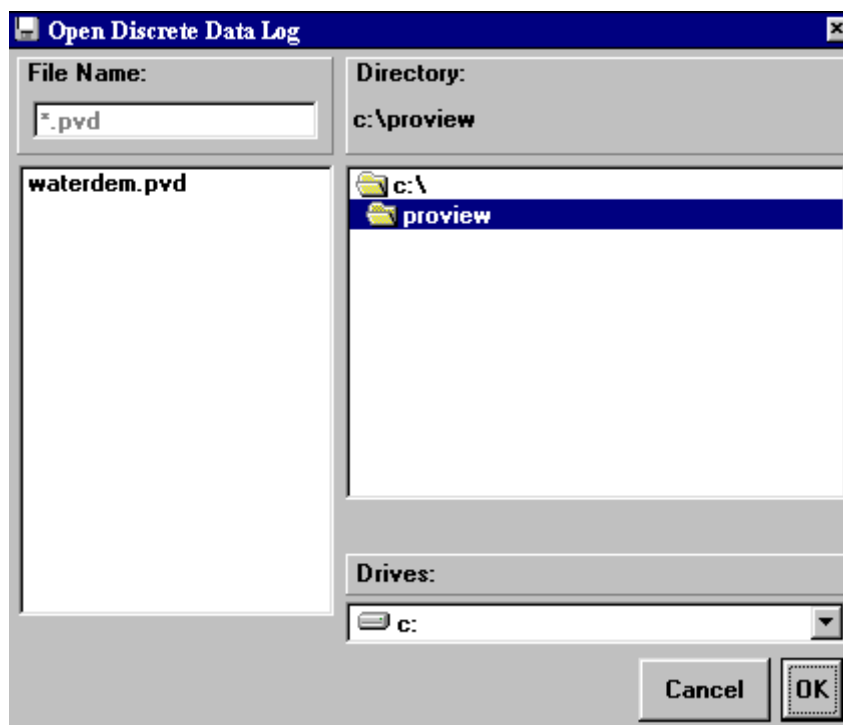 Open Discrete Data Log
File Name:
*.pvd
waterdem.pvd
Directory:
c:\proview
c:\
proview
Drives:
c:
Cancel
OK